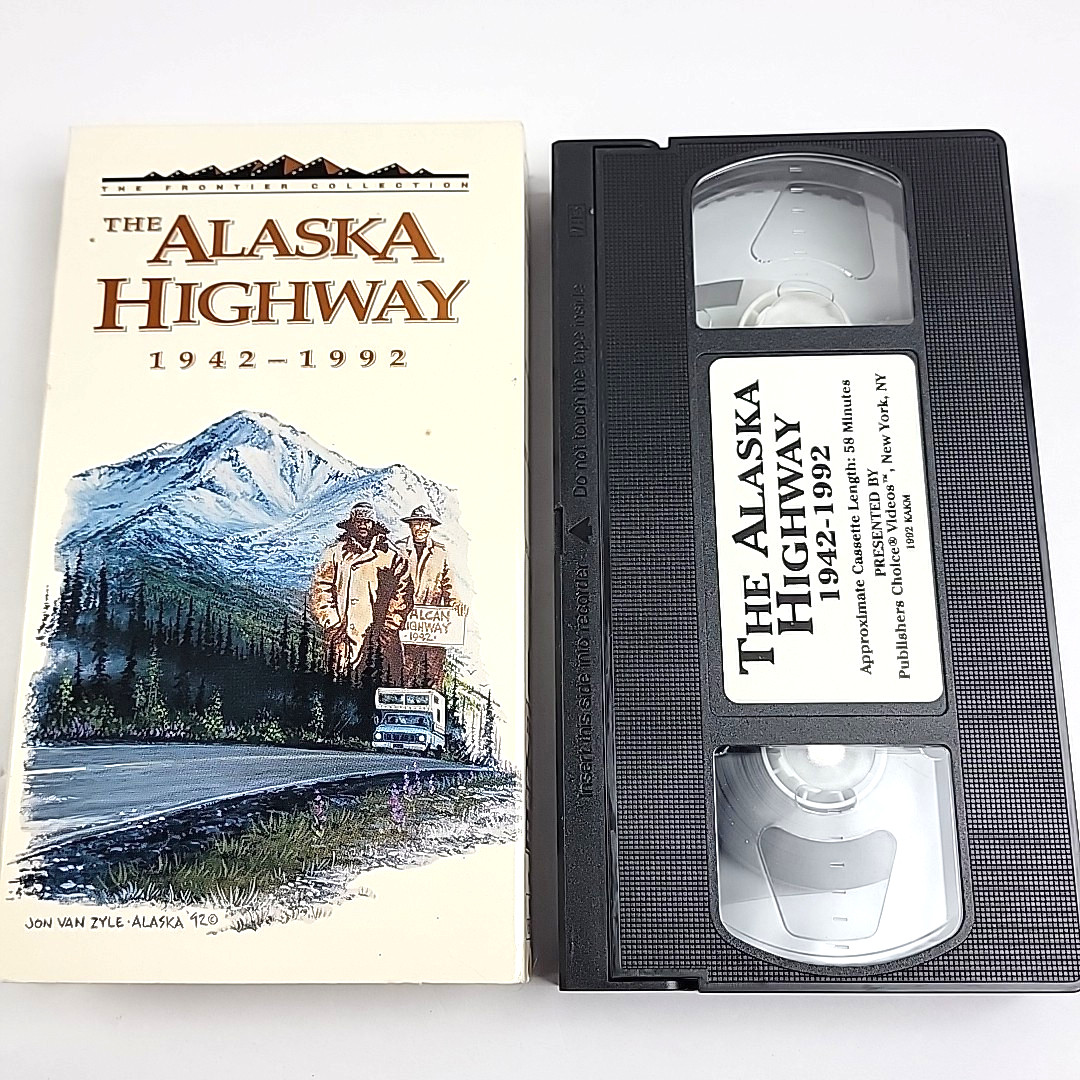 THE FRONTIER COLLECTION
THE ALASKA
HIGHWAY
1942-1992
ALCAN
HIGHWAY
·1942·
JON VAN ZYLE·ALASKA '92©
VHS
Do not touch the tape inside
Insert this side into recorder
THE ALASKA
HIGHWAY
1942-1992
Approximate Cassette Length: 58 Minutes
PRESENTED BY
Publishers Choice® Videos™, New York, NY
1992 KAKM